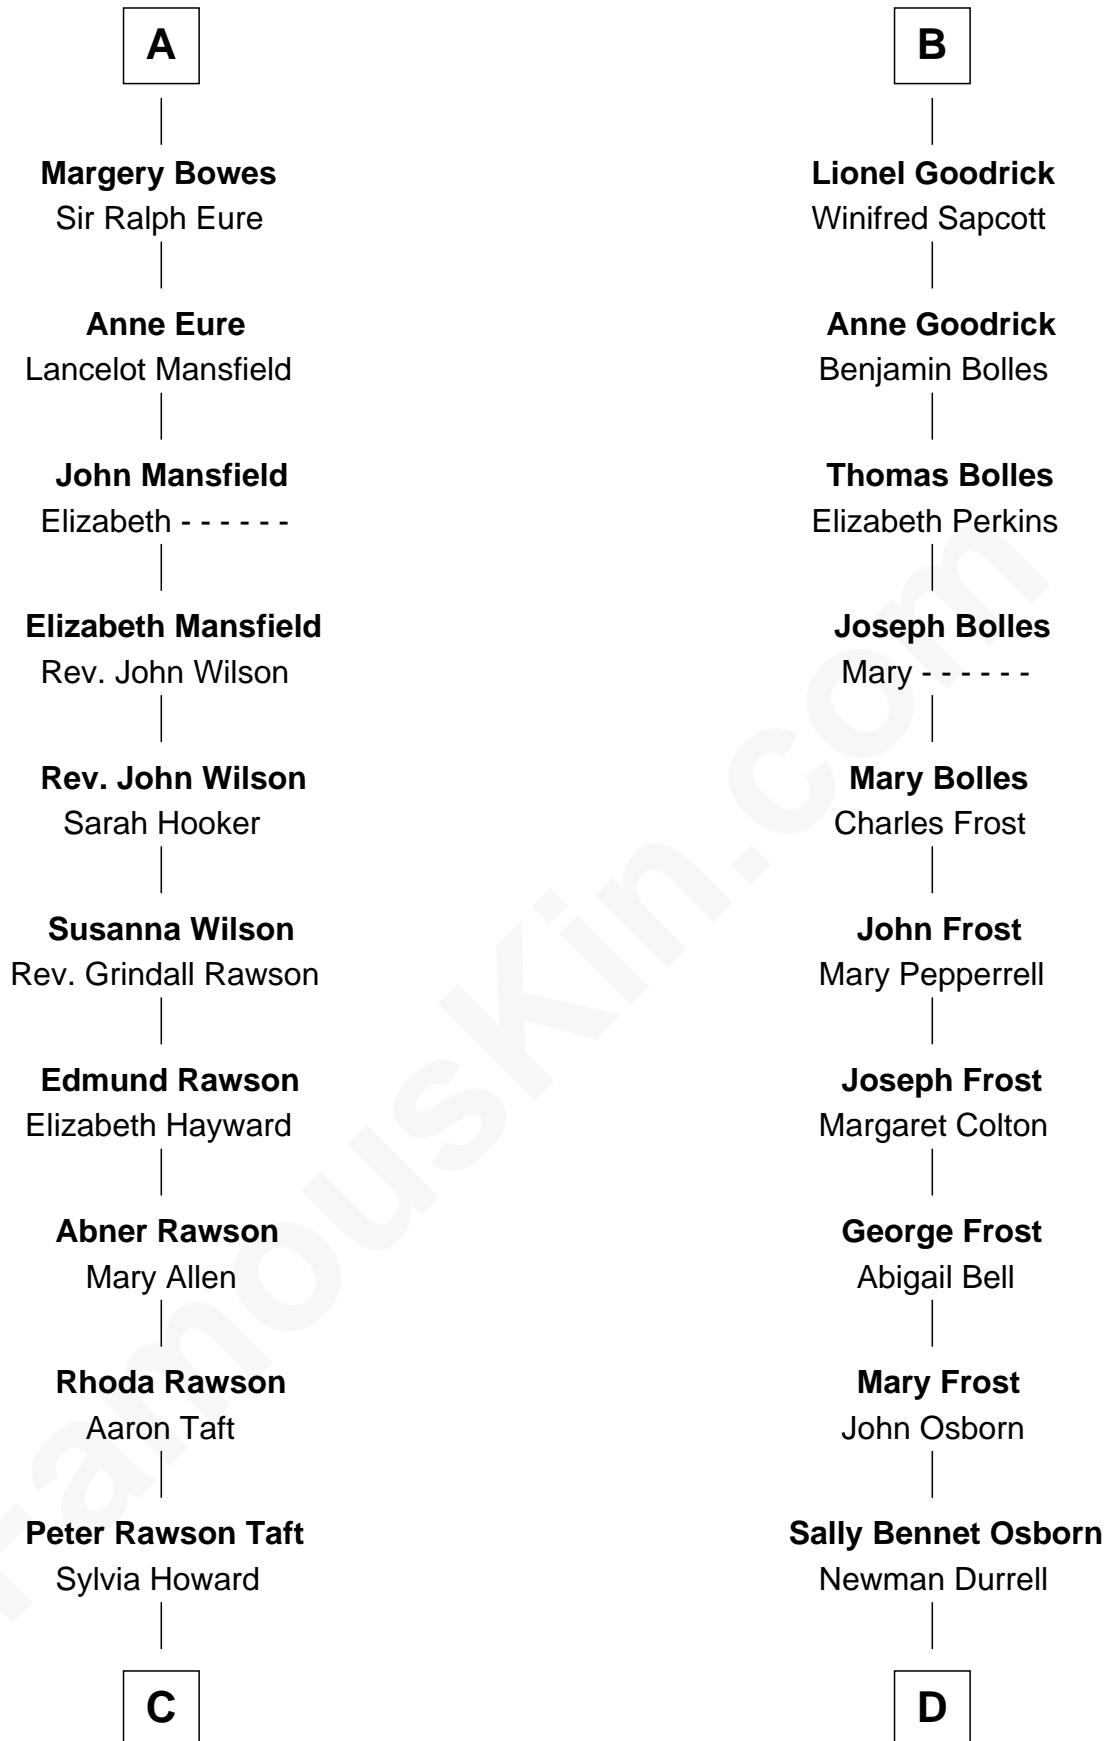 A
Margery Bowes
Sir Ralph Eure
Anne Eure
Lancelot Mansfield
John Mansfield
Elizabeth - - - - - -
Elizabeth Mansfield
Rev. John Wilson
Rev. John Wilson
Sarah Hooker
Susanna Wilson
Rev. Grindall Rawson
Edmund Rawson
Elizabeth Hayward
Abner Rawson
Mary Allen
Rhoda Rawson
Aaron Taft
Peter Rawson Taft
Sylvia Howard
C
B
Lionel Goodrick
Winifred Sapcott
Anne Goodrick
Benjamin Bolles
Thomas Bolles
Elizabeth Perkins
Joseph Bolles
Mary - - - - - -
Mary Bolles
Charles Frost
John Frost
Mary Pepperrell
Joseph Frost
Margaret Colton
George Frost
Abigail Bell
Mary Frost
John Osborn
Sally Bennet Osborn
Newman Durrell
D
FamousKin.com